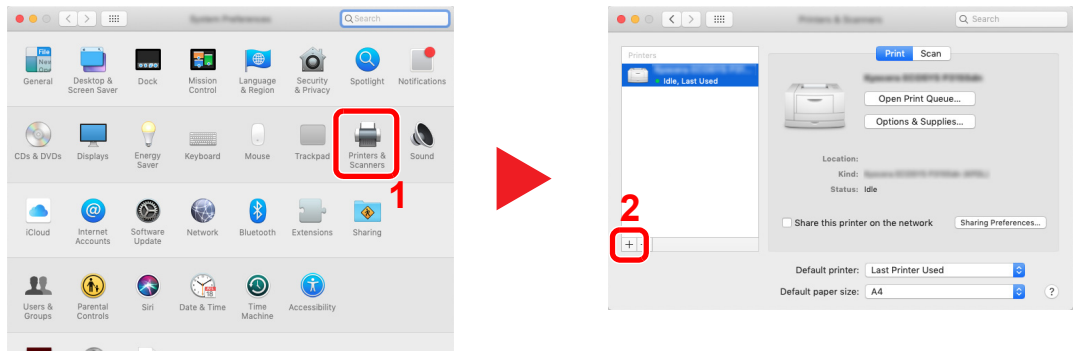 Search
File
New
General
Desktop &
Screen Saver
Dock
Mission
Control
Language
& Region
Security
& Privacy
Spotlight
Notifications
CDs & DVDs
Displays
Energy
Saver
Keyboard
Mouse
Trackpad
Printers &
Scanners
Sound
1
iCloud
Internet
Accounts
Software
Update
Network
Bluetooth
Extensions
Sharing
Users &
Groups
Parental
Controls
Siri
Date & Time
Time
Machine
Accessibility
Search
Printers
Print Scan
Idle, Last Used
Open Print Queue...
Options & Supplies...
Location:
Kind:
Status: Idle
2
Share this printer on the network
Sharing Preferences...
+
Default printer: Last Printer Used
Default paper size: A4
?